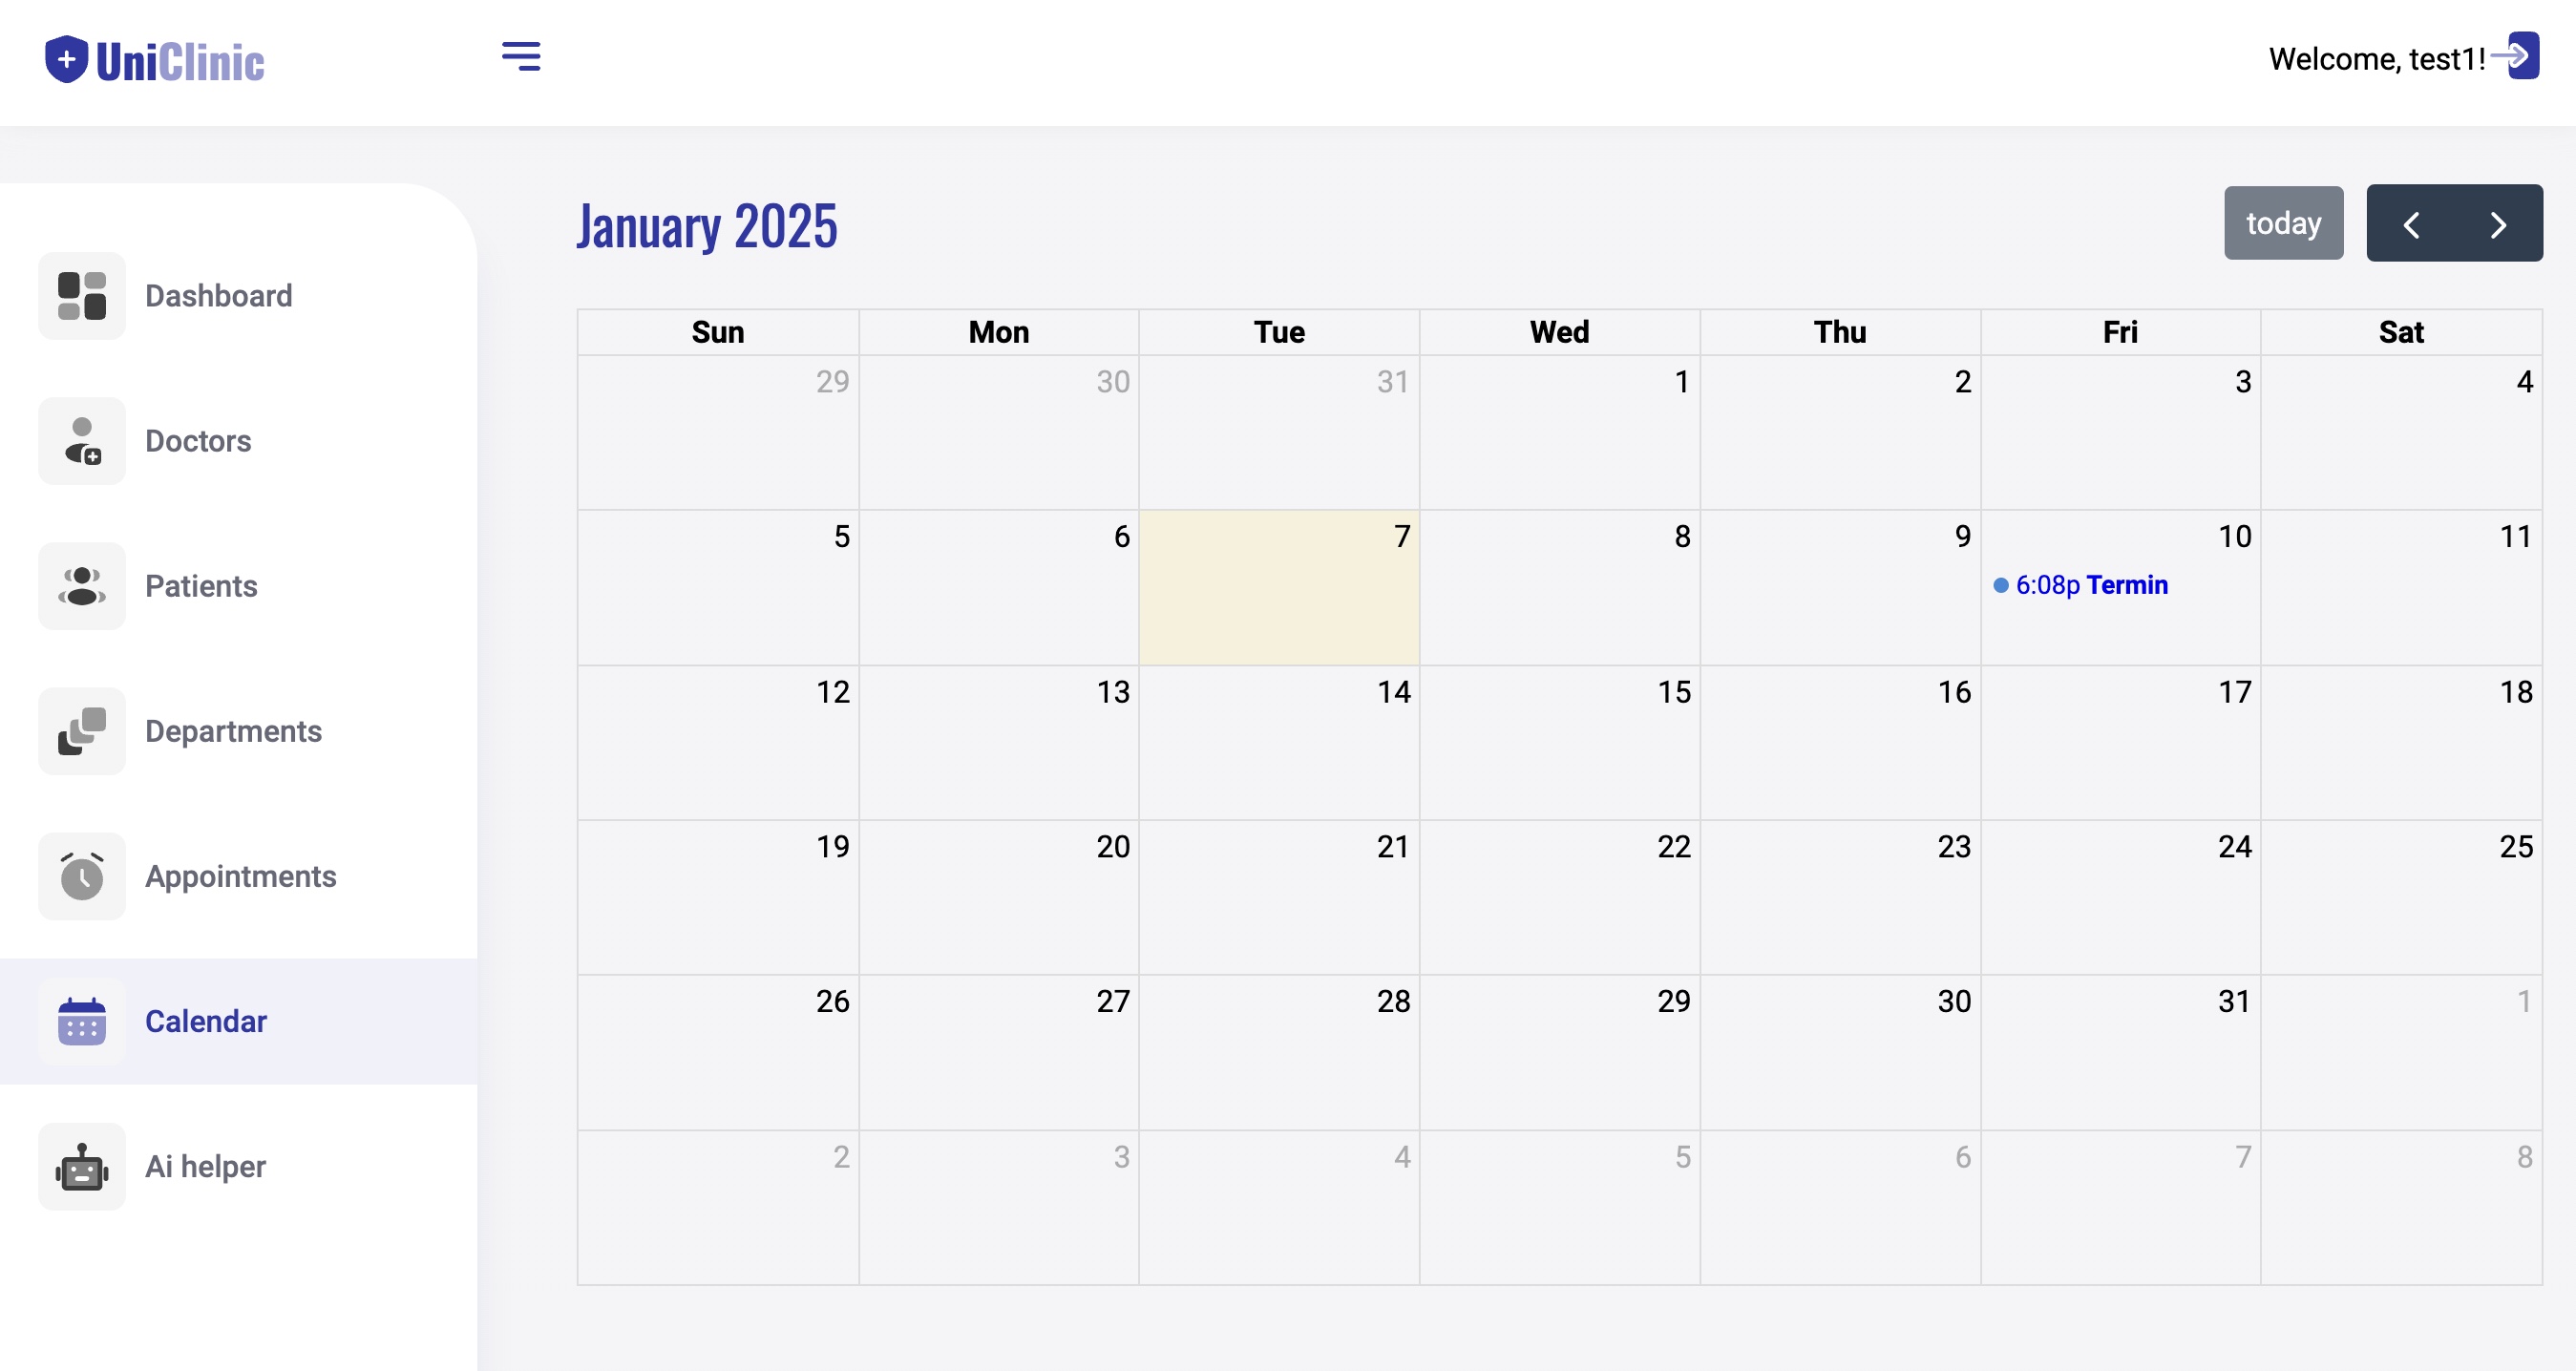 UniClinic
Welcome, test1!
Dashboard
Doctors
Patients
Departments
Appointments
Calendar
Ai helper
January 2025
today
Sun Mon Tue Wed Thu Fri Sat
29 30 31 1 2 3 4
5 6 7 8 9 10 11
6:08p Termin
12 13 14 15 16 17 18
19 20 21 22 23 24 25
26 27 28 29 30 31 1
2 3 4 5 6 7 8